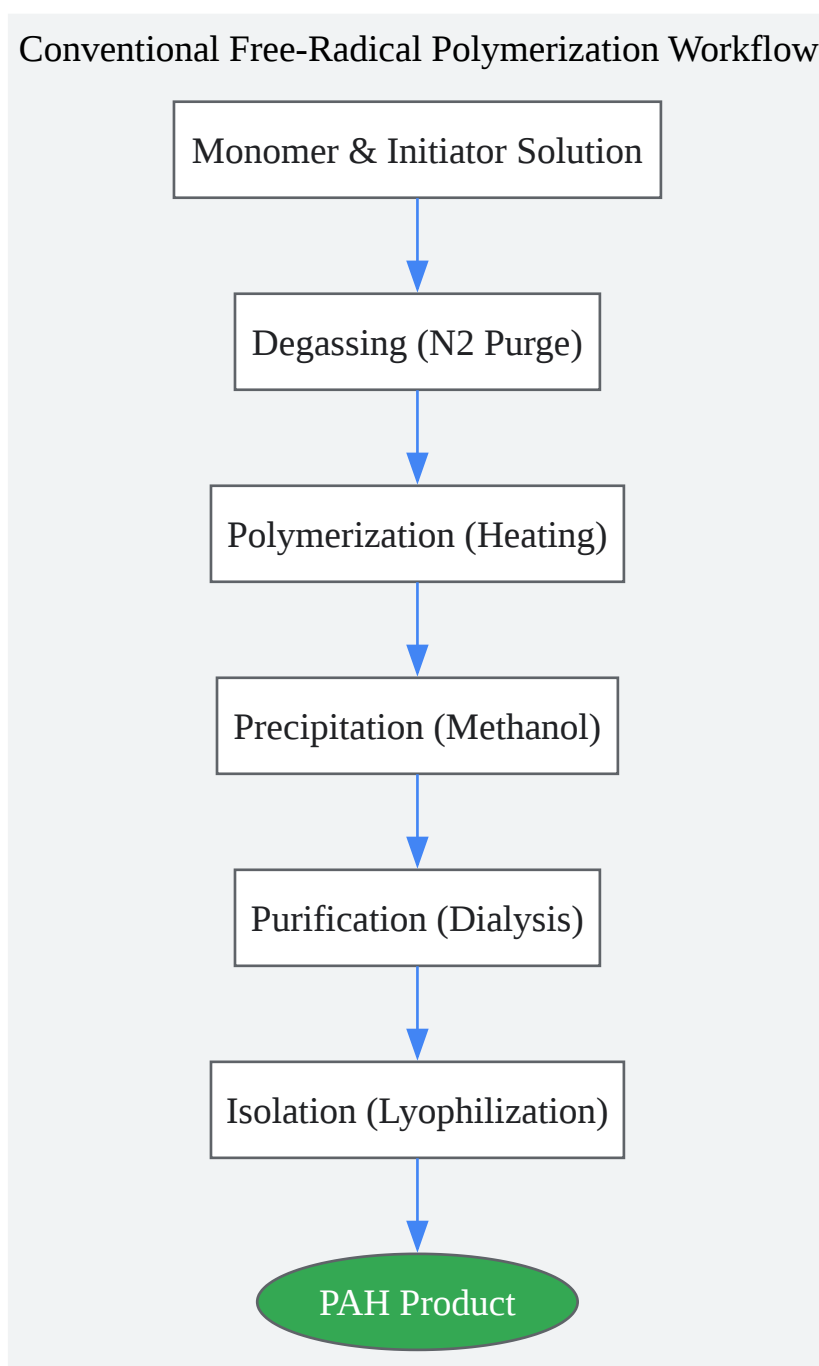 Conventional Free-Radical Polymerization Workflow
Monomer & Initiator Solution
Degassing (N2 Purge)
Polymerization (Heating)
Precipitation (Methanol)
Purification (Dialysis)
Isolation (Lyophilization)
PAH Product